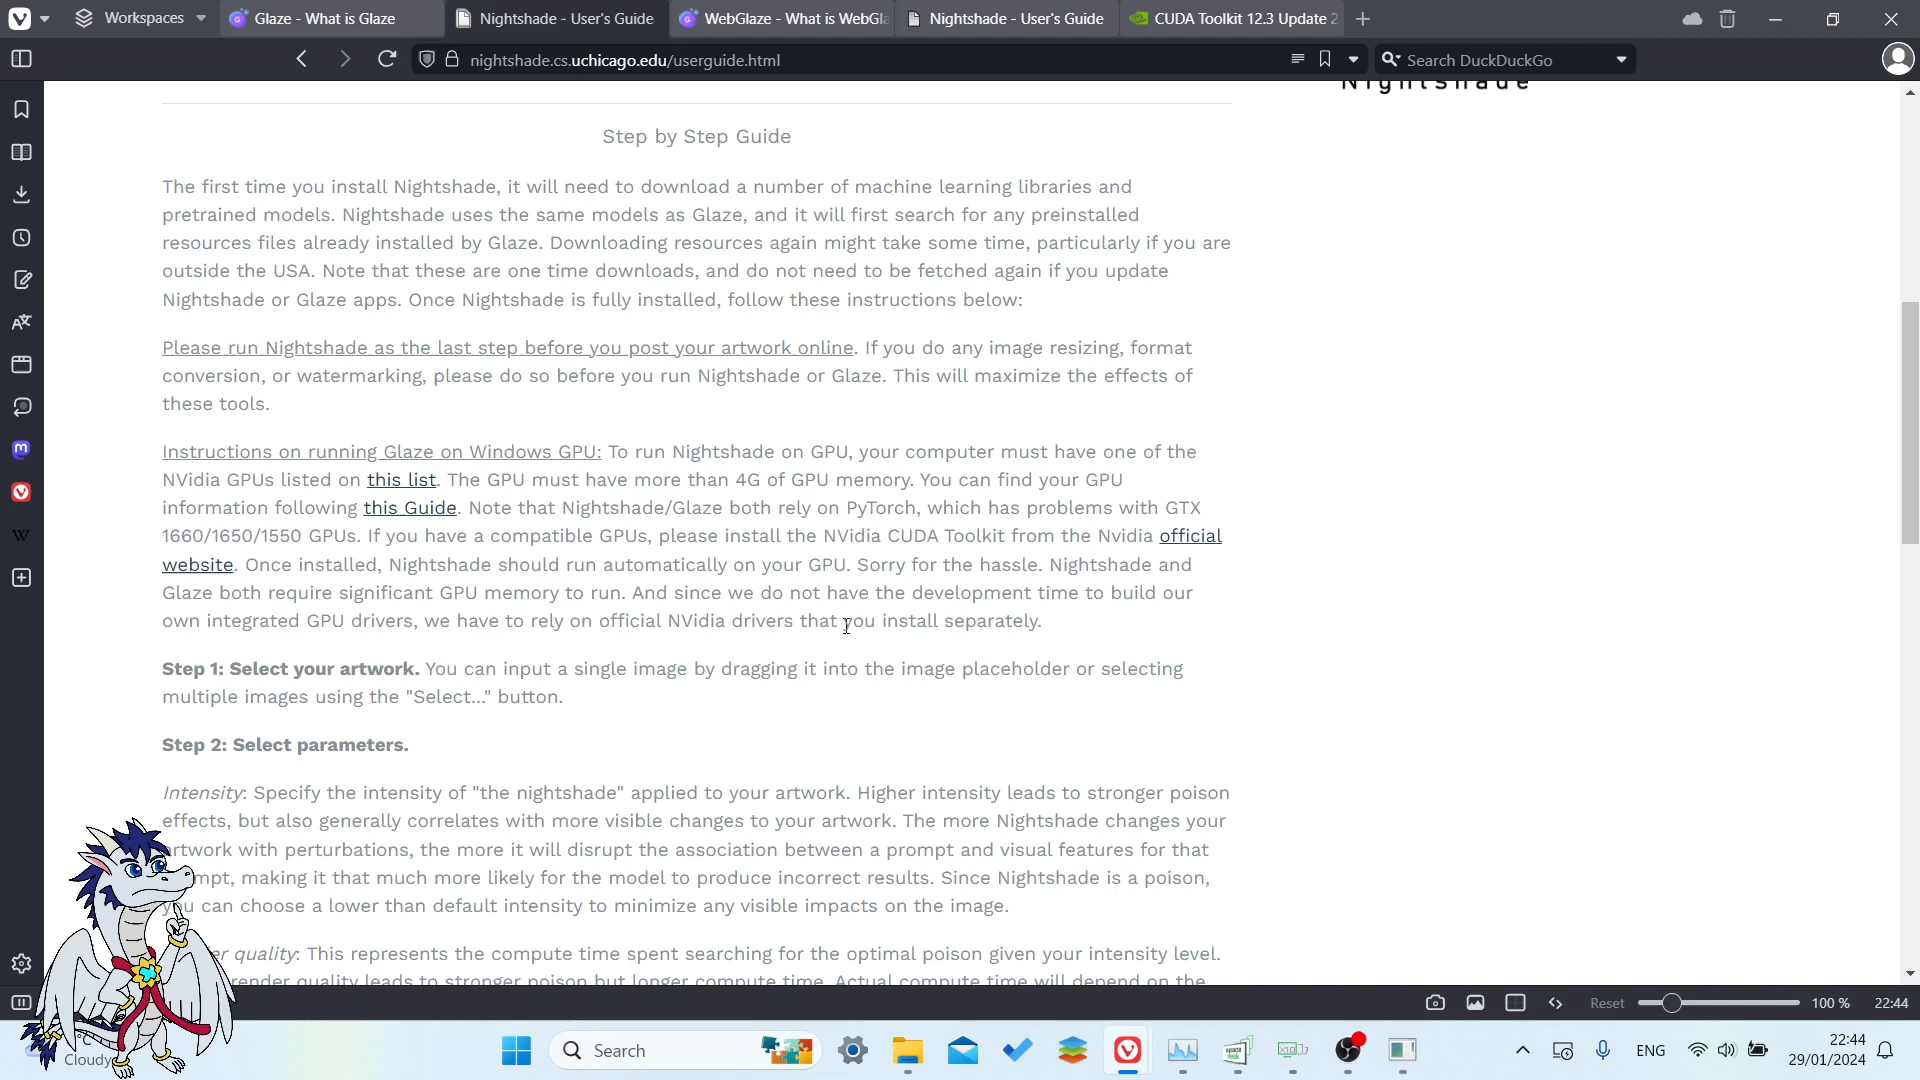 Workspaces
Glaze - What is Glaze
Nightshade - User's Guide
WebGlaze - What is WebGla
Nightshade - User's Guide
CUDA Toolkit 12.3 Update 2
nightshade.cs.uchicago.edu/userguide.html
Search DuckDuckGo
Nightshade
Step by Step Guide
The first time you install Nightshade, it will need to download a number of machine learning libraries and
pretrained models. Nightshade uses the same models as Glaze, and it will first search for any preinstalled
resources files already installed by Glaze. Downloading resources again might take some time, particularly if you are
outside the USA. Note that these are one time downloads, and do not need to be fetched again if you update
Nightshade or Glaze apps. Once Nightshade is fully installed, follow these instructions below:
Please run Nightshade as the last step before you post your artwork online. If you do any image resizing, format
conversion, or watermarking, please do so before you run Nightshade or Glaze. This will maximize the effects of
these tools.
Instructions on running Glaze on Windows GPU: To run Nightshade on GPU, your computer must have one of the
NVidia GPUs listed on this list. The GPU must have more than 4G of GPU memory. You can find your GPU
information following this Guide. Note that Nightshade/Glaze both rely on PyTorch, which has problems with GTX
1660/1650/1550 GPUs. If you have a compatible GPUs, please install the NVidia CUDA Toolkit from the Nvidia official
website. Once installed, Nightshade should run automatically on your GPU. Sorry for the hassle. Nightshade and
Glaze both require significant GPU memory to run. And since we do not have the development time to build our
own integrated GPU drivers, we have to rely on official NVidia drivers that you install separately.
Step 1: Select your artwork. You can input a single image by dragging it into the image placeholder or selecting
multiple images using the "Select..." button.
Step 2: Select parameters.
Intensity: Specify the intensity of "the nightshade" applied to your artwork. Higher intensity leads to stronger poison
effects, but also generally correlates with more visible changes to your artwork. The more Nightshade changes your
artwork with perturbations, the more it will disrupt the association between a prompt and visual features for that
mpt, making it that much more likely for the model to produce incorrect results. Since Nightshade is a poison,
you can choose a lower than default intensity to minimize any visible impacts on the image.
er quality: This represents the compute time spent searching for the optimal poison given your intensity level.
render quality leads to stronger poison but longer compute time. Actual compute time will depend on the
Reset
100 %
22:44
°C
Cloudy
Search
ENG
22:44
29/01/2024